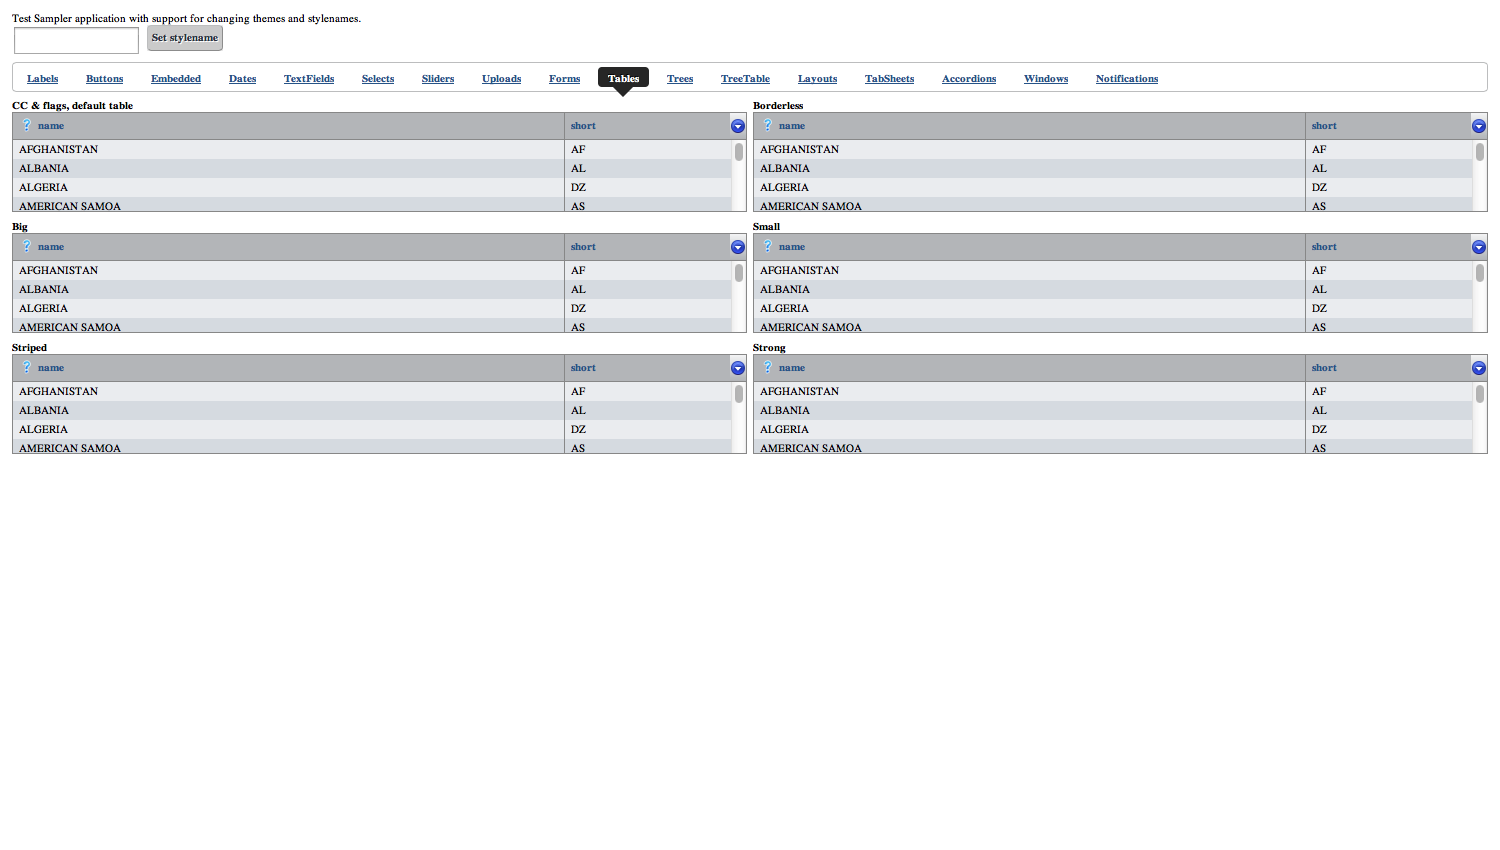 Test Sampler application with support for changing themes and stylenames.
Set stylename
Labels Buttons Embedded Dates TextFields Selects Sliders Uploads Forms Tables Trees TreeTable Layouts TabSheets Accordions Windows Notifications
CC & flags, default table
? name short
AFGHANISTAN AF
ALBANIA AL
ALGERIA DZ
AMERICAN SAMOA AS
Borderless
? name short
AFGHANISTAN AF
ALBANIA AL
ALGERIA DZ
AMERICAN SAMOA AS
Big
? name short
AFGHANISTAN AF
ALBANIA AL
ALGERIA DZ
AMERICAN SAMOA AS
Small
? name short
AFGHANISTAN AF
ALBANIA AL
ALGERIA DZ
AMERICAN SAMOA AS
Striped
? name short
AFGHANISTAN AF
ALBANIA AL
ALGERIA DZ
AMERICAN SAMOA AS
Strong
? name short
AFGHANISTAN AF
ALBANIA AL
ALGERIA DZ
AMERICAN SAMOA AS